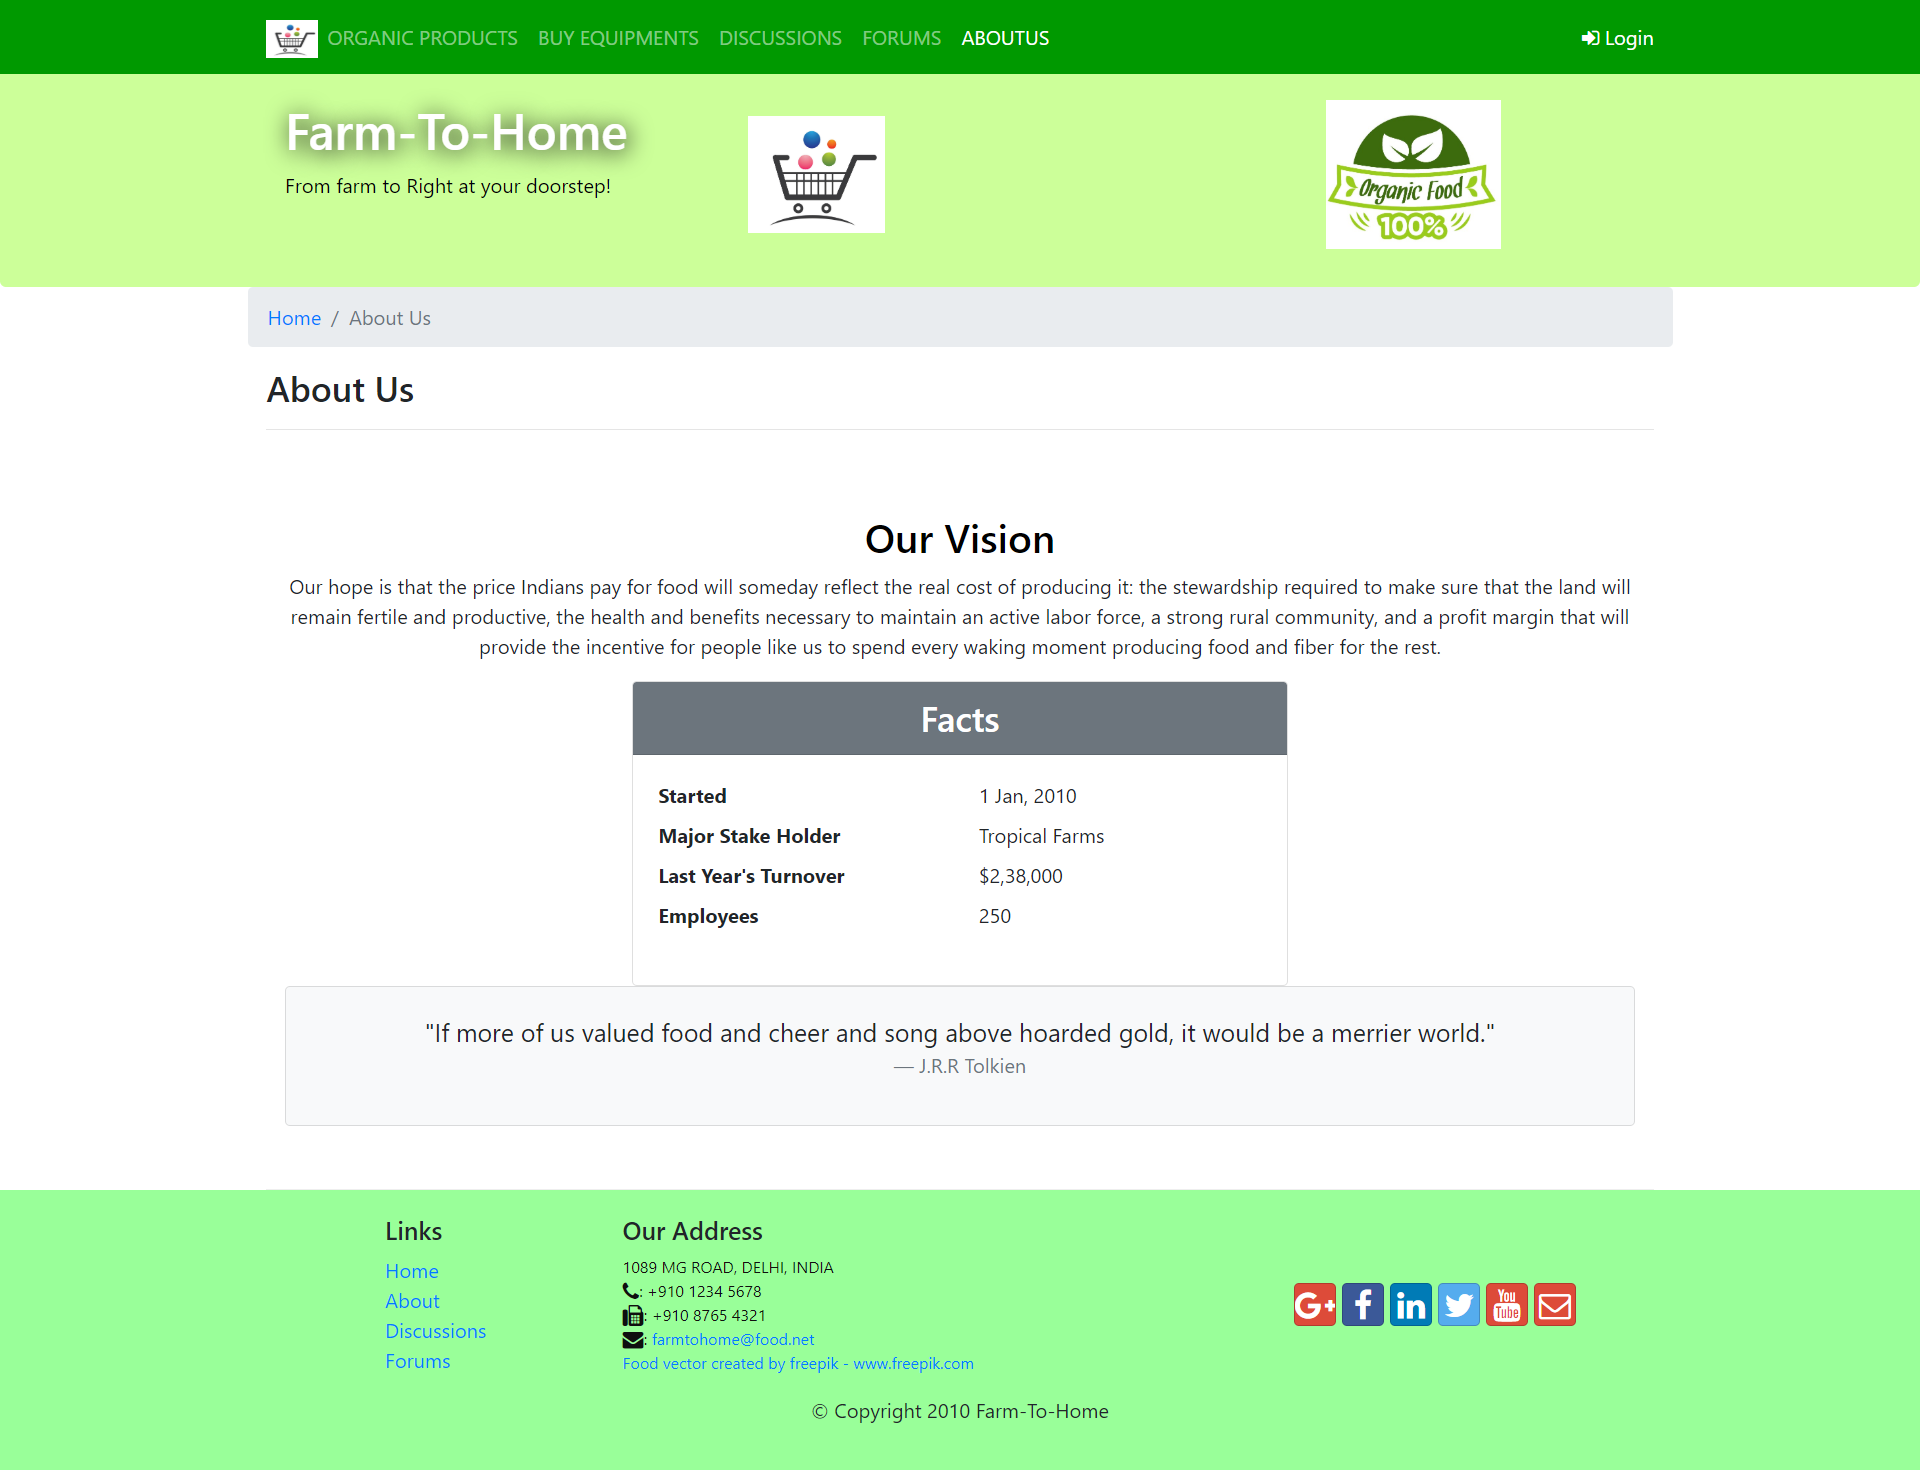 ORGANIC PRODUCTS BUY EQUIPMENTS DISCUSSIONS FORUMS ABOUTUS Login
Farm-To-Home
From farm to Right at your doorstep!
Organic Food
100%
Home / About Us
About Us
Our Vision
Our hope is that the price Indians pay for food will someday reflect the real cost of producing it: the stewardship required to make sure that the land will
remain fertile and productive, the health and benefits necessary to maintain an active labor force, a strong rural community, and a profit margin that will
provide the incentive for people like us to spend every waking moment producing food and fiber for the rest.
Facts
Started 1 Jan, 2010
Major Stake Holder Tropical Farms
Last Year's Turnover $2,38,000
Employees 250
"If more of us valued food and cheer and song above hoarded gold, it would be a merrier world."
— J.R.R Tolkien
Links
Home
About
Discussions
Forums
Our Address
1089 MG ROAD, DELHI, INDIA
: +910 1234 5678
: +910 8765 4321
: farmtohome@food.net
Food vector created by freepik - www.freepik.com
G+ f in You Tube
© Copyright 2010 Farm-To-Home